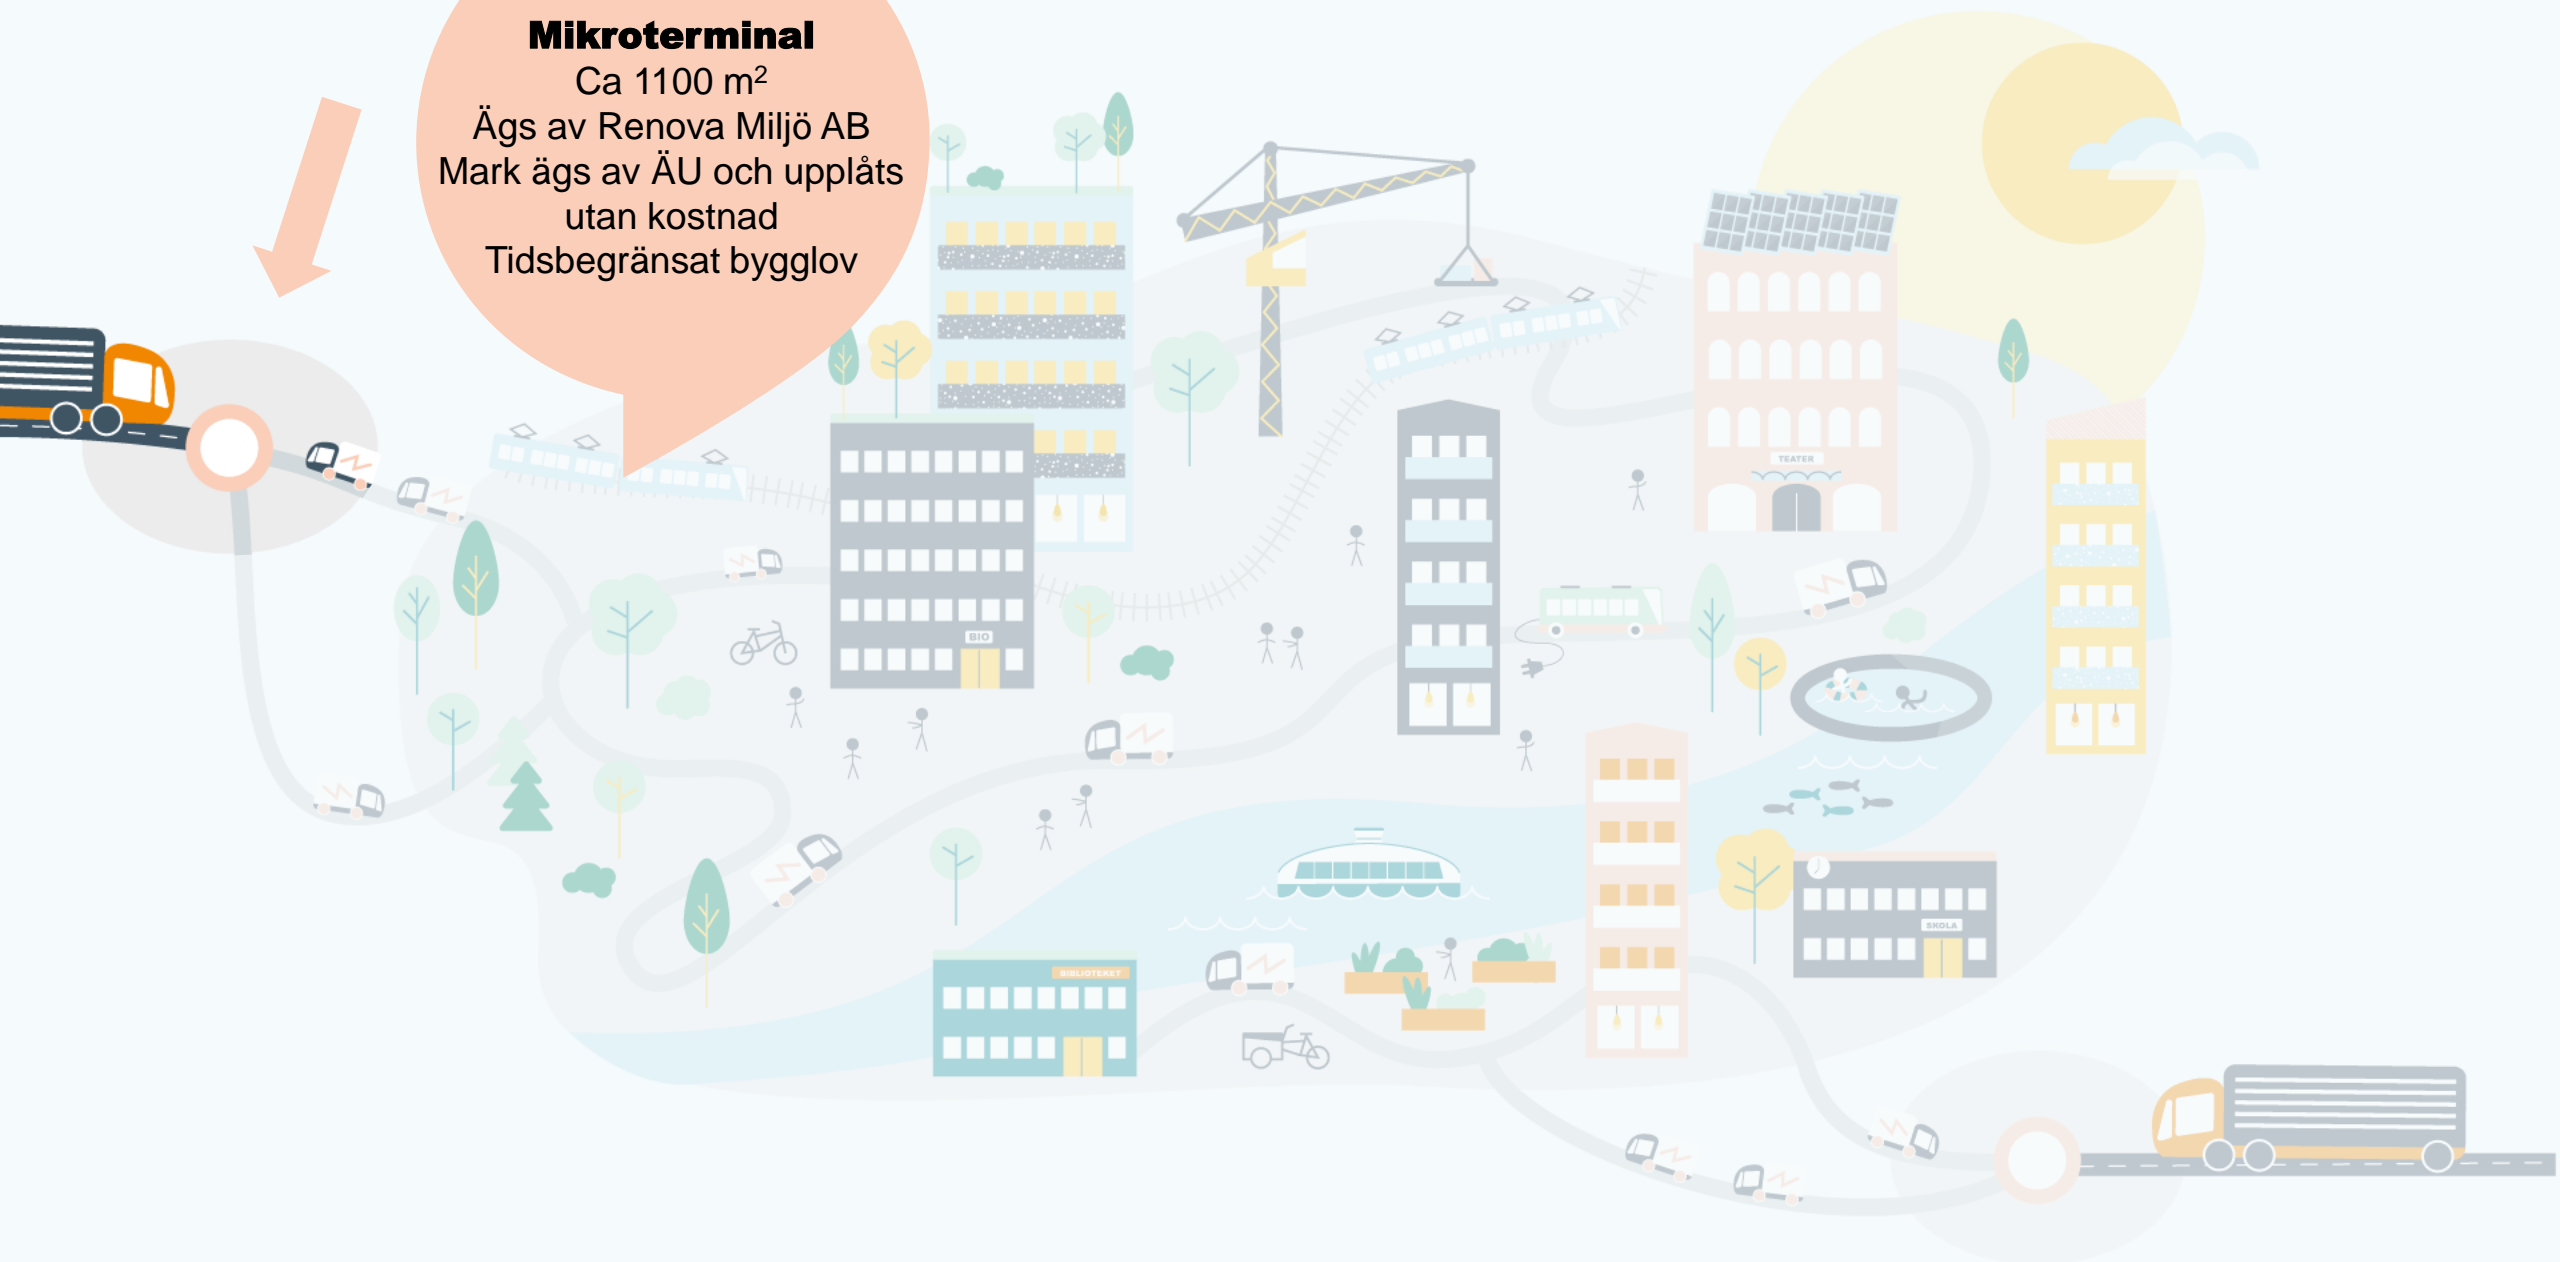 Mikroterminal
Ca 1100 m²
Ägs av Renova Miljö AB
Mark ägs av ÄU och upplåts
utan kostnad
Tidsbegränsat bygglov
TEATER
BIO
SKOLA
BIBLIOTEKET